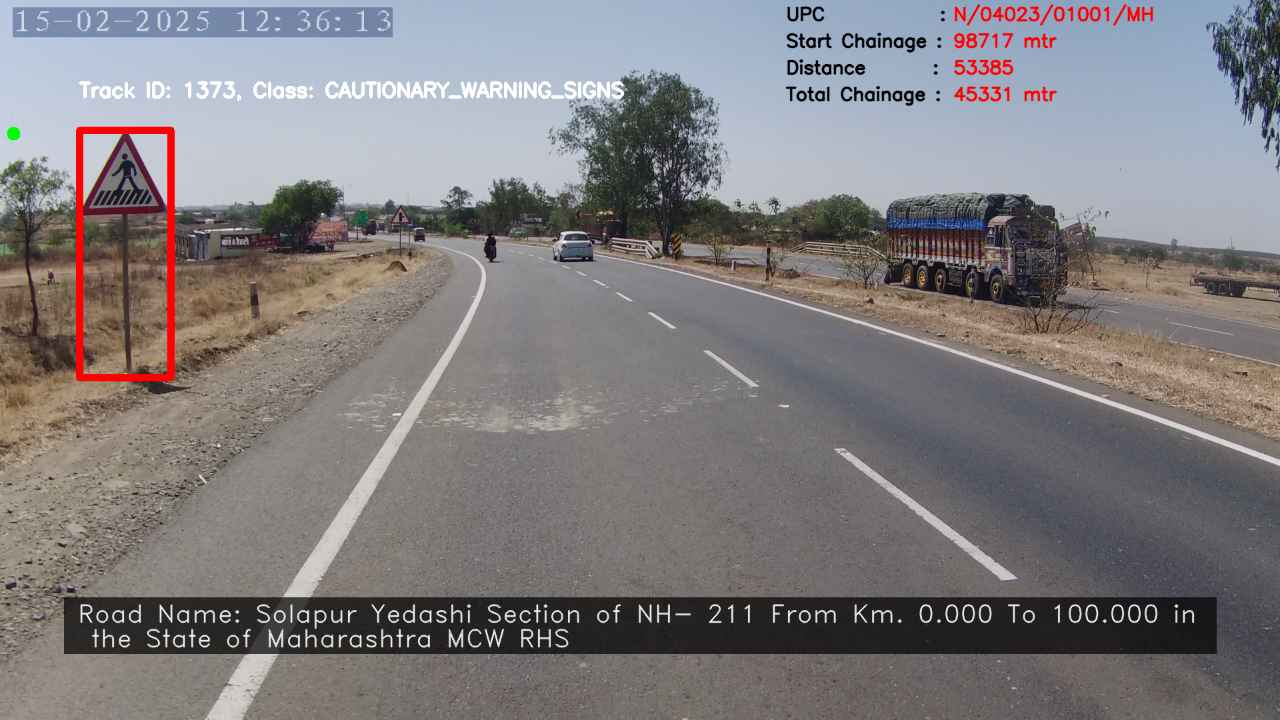 15-02-2025 12:36:13
UPC : N/04023/01001/MH
Start Chainage : 98717 mtr
Distance : 53385
Total Chainage : 45331 mtr
Track ID: 1373, Class: CAUTIONARY_WARNING_SIGNS
Road Name: Solapur Yedashi Section of NH- 211 From Km. 0.000 To 100.000 in
the State of Maharashtra MCW RHS